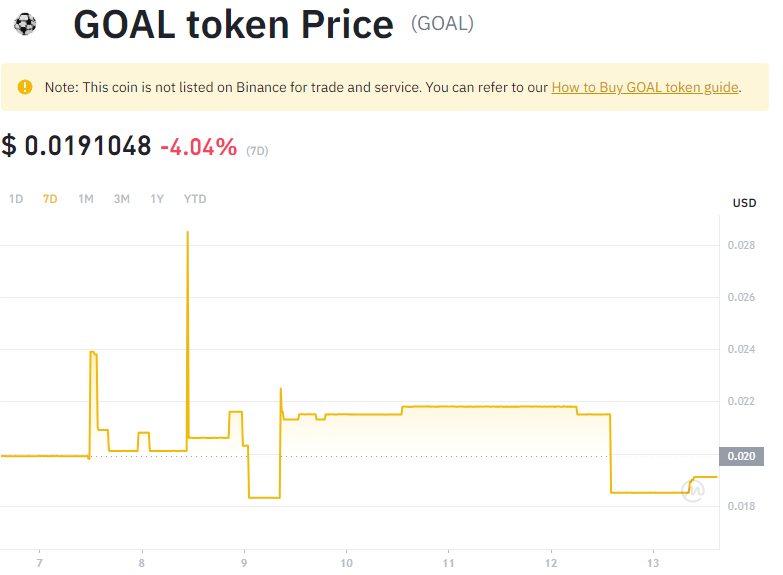 GOAL token Price (GOAL)
Note: This coin is not listed on Binance for trade and service. You can refer to our How to Buy GOAL token guide.
$ 0.0191048 -4.04% (7D)
1D 7D 1M 3M 1Y YTD
USD
0.028
0.026
0.024
0.022
0.020
0.018
7 8 9 10 11 12 13